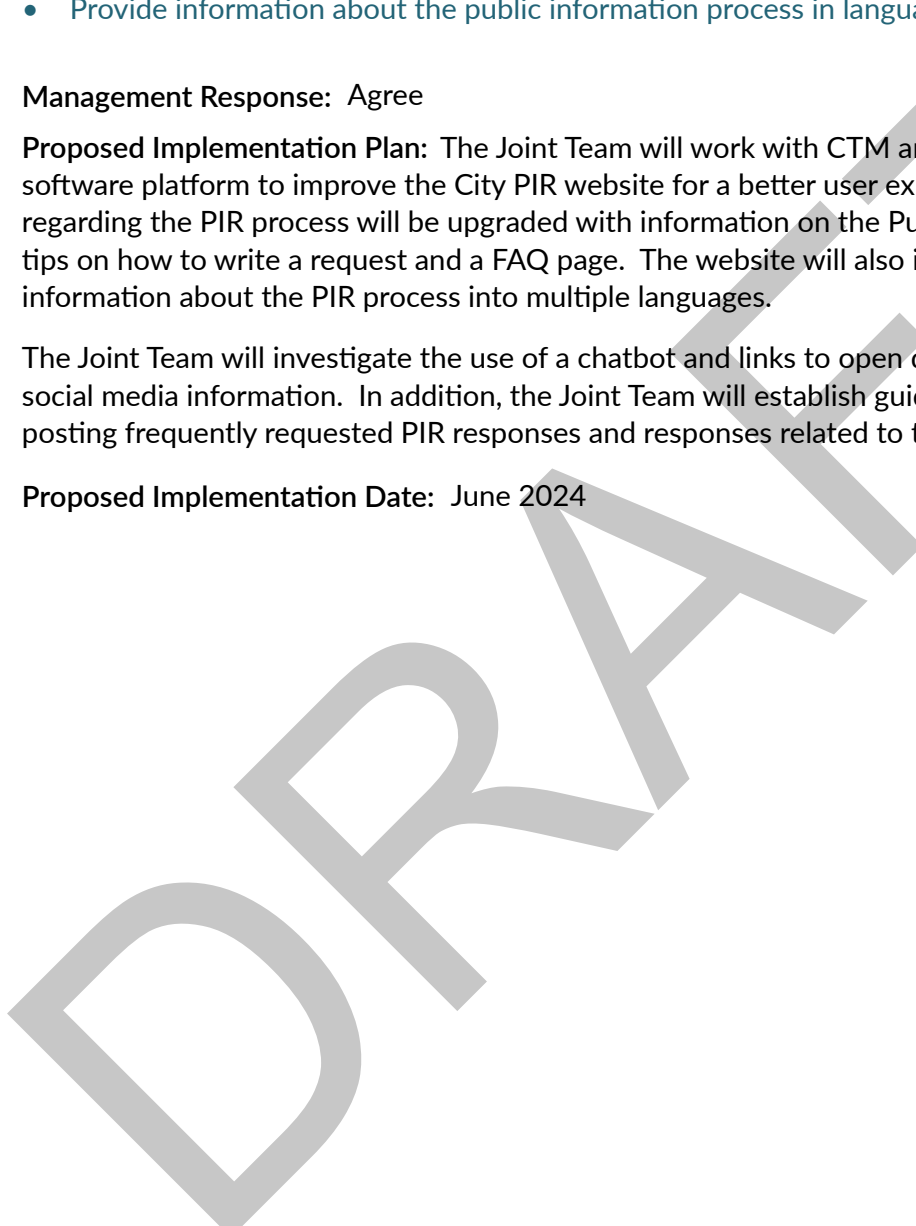 • Provide information about the public information process in
Management Response: Agree
Proposed Implementation Plan: The Joint Team will work with CTM
software platform to improve the City PIR website for a better user
regarding the PIR process will be upgraded with information on the
tips on how to write a request and a FAQ page. The website will also
information about the PIR process into multiple languages.
The Joint Team will investigate the use of a chatbot and links to open
social media information. In addition, the Joint Team will establish
posting frequently requested PIR responses and responses related to
Proposed Implementation Date: June 2024
DRAFT